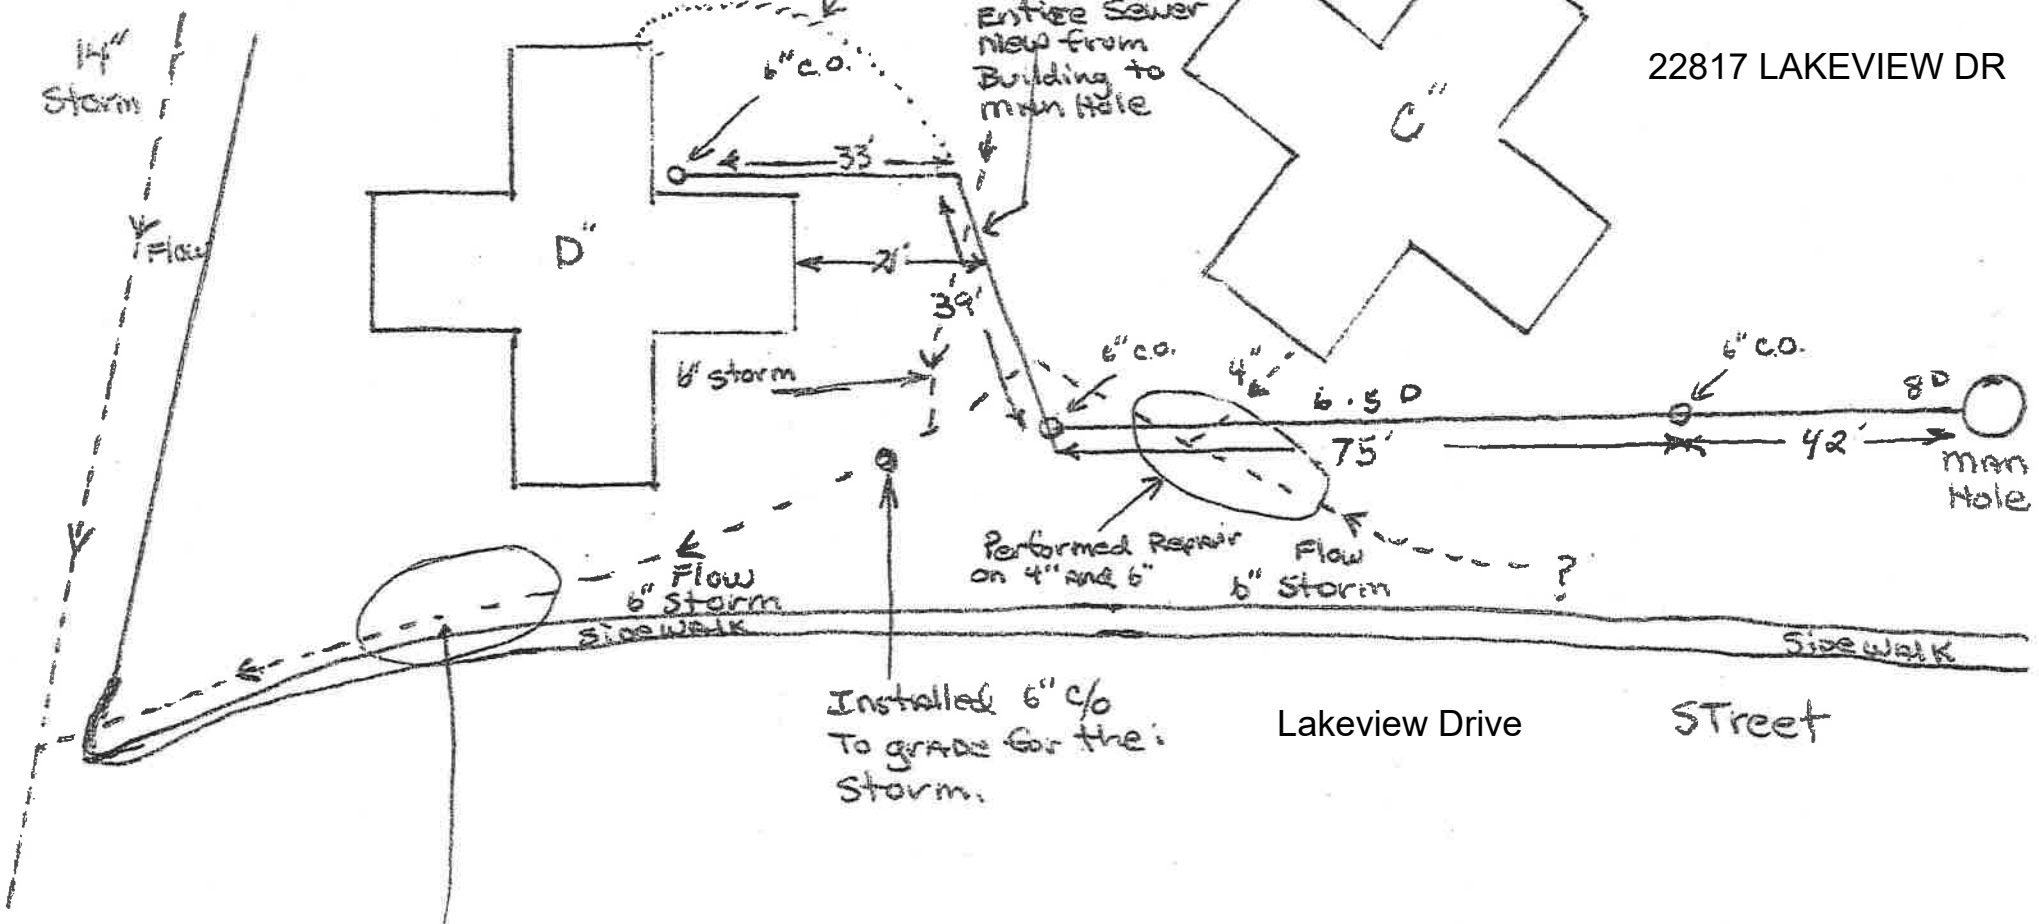 14"
Storm
Flow
6" C.O.
33'
D"
21'
39'
6" Storm
Entire Sewer
New from
Building to
Man Hole
C"
22817 LAKEVIEW DR
6" C.O.
4"
6.5 D
75'
6" C.O.
8 D
42'
Man
Hole
Performed Repair
on 4" and 6"
Flow
6" Storm
?
Flow
6" Storm
Sidewalk
Sidewalk
Installed 6" c/o
To grade for the
Storm.
Lakeview Drive
STreet